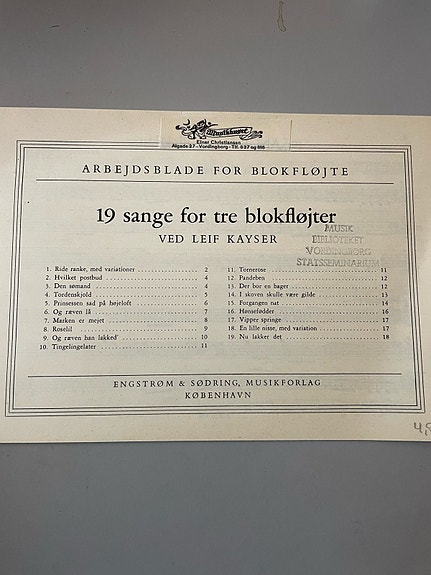 Musikhuset
Einer Christiansen
Algade 37 - Vordingborg - Tlf.
ARBEJDSBLADE FOR BLOKFLØJTE
19 sange for tre blokfløjter
VED LEIF KAYSER
MUSIK
BIBLIOTEKET
VORDINGBORG
STATSSEMINARIUM
1. Ride ranke, med variationer 2
2. Hvilket postbud 4
3. Den sømand 4
4. Tordenskjold 5
5. Prinsessen sad på højeloft 6
6. Og ræven lå 7
7. Marken er mejet 8
8. Roselil 9
9. Og ræven han lakked' 10
10. Tingelingelater 11
11. Tornerose 11
12. Pandeben 12
13. Der bor en bager 12
14. I skoven skulle være gilde 13
15. Forgangen nat 14
16. Hønsefødder 16
17. Vipper springe 17
18. En lille nisse, med variation 17
19. Nu lakker det 18
ENGSTRØM & SØDRING, MUSIKFORLAG
KØBENHAVN